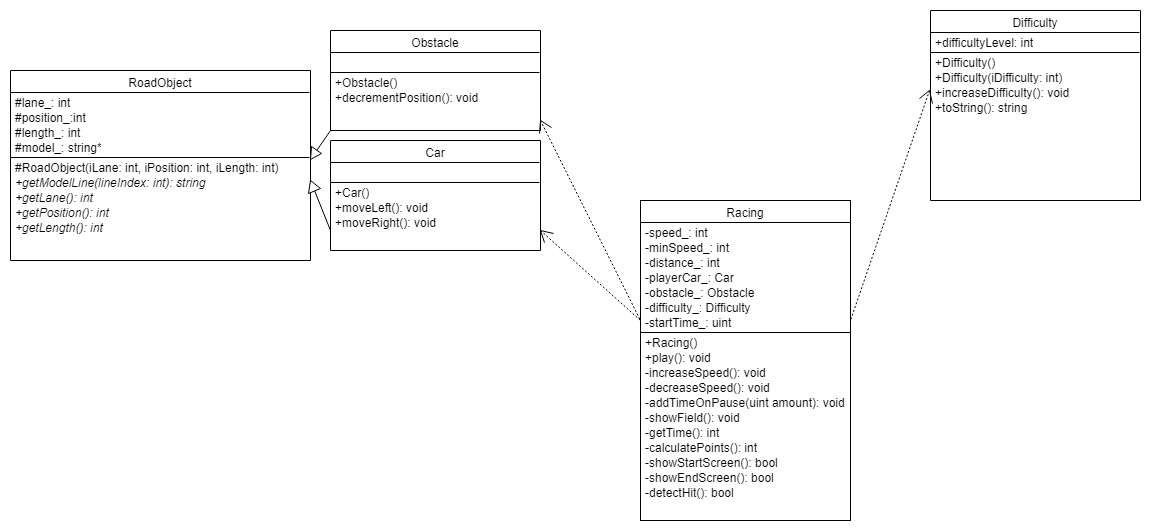 RoadObject
#lane_: int
#position_:int
#length_: int
#model_: string*
#RoadObject(iLane: int, iPosition: int, iLength: int)
+getModelLine(lineIndex: int): string
+getLane(): int
+getPosition(): int
+getLength(): int
Obstacle
+Obstacle()
+decrementPosition(): void
Car
+Car()
+moveLeft(): void
+moveRight(): void
Racing
-speed_: int
-minSpeed_: int
-distance_: int
-playerCar_: Car
-obstacle_: Obstacle
-difficulty_: Difficulty
-startTime_: uint
+Racing()
+play(): void
-increaseSpeed(): void
-decreaseSpeed(): void
-addTimeOnPause(uint amount): void
-showField(): void
-getTime(): int
-calculatePoints(): int
-showStartScreen(): bool
-showEndScreen(): bool
-detectHit(): bool
Difficulty
+difficultyLevel: int
+Difficulty()
+Difficulty(iDifficulty: int)
+increaseDifficulty(): void
+toString(): string